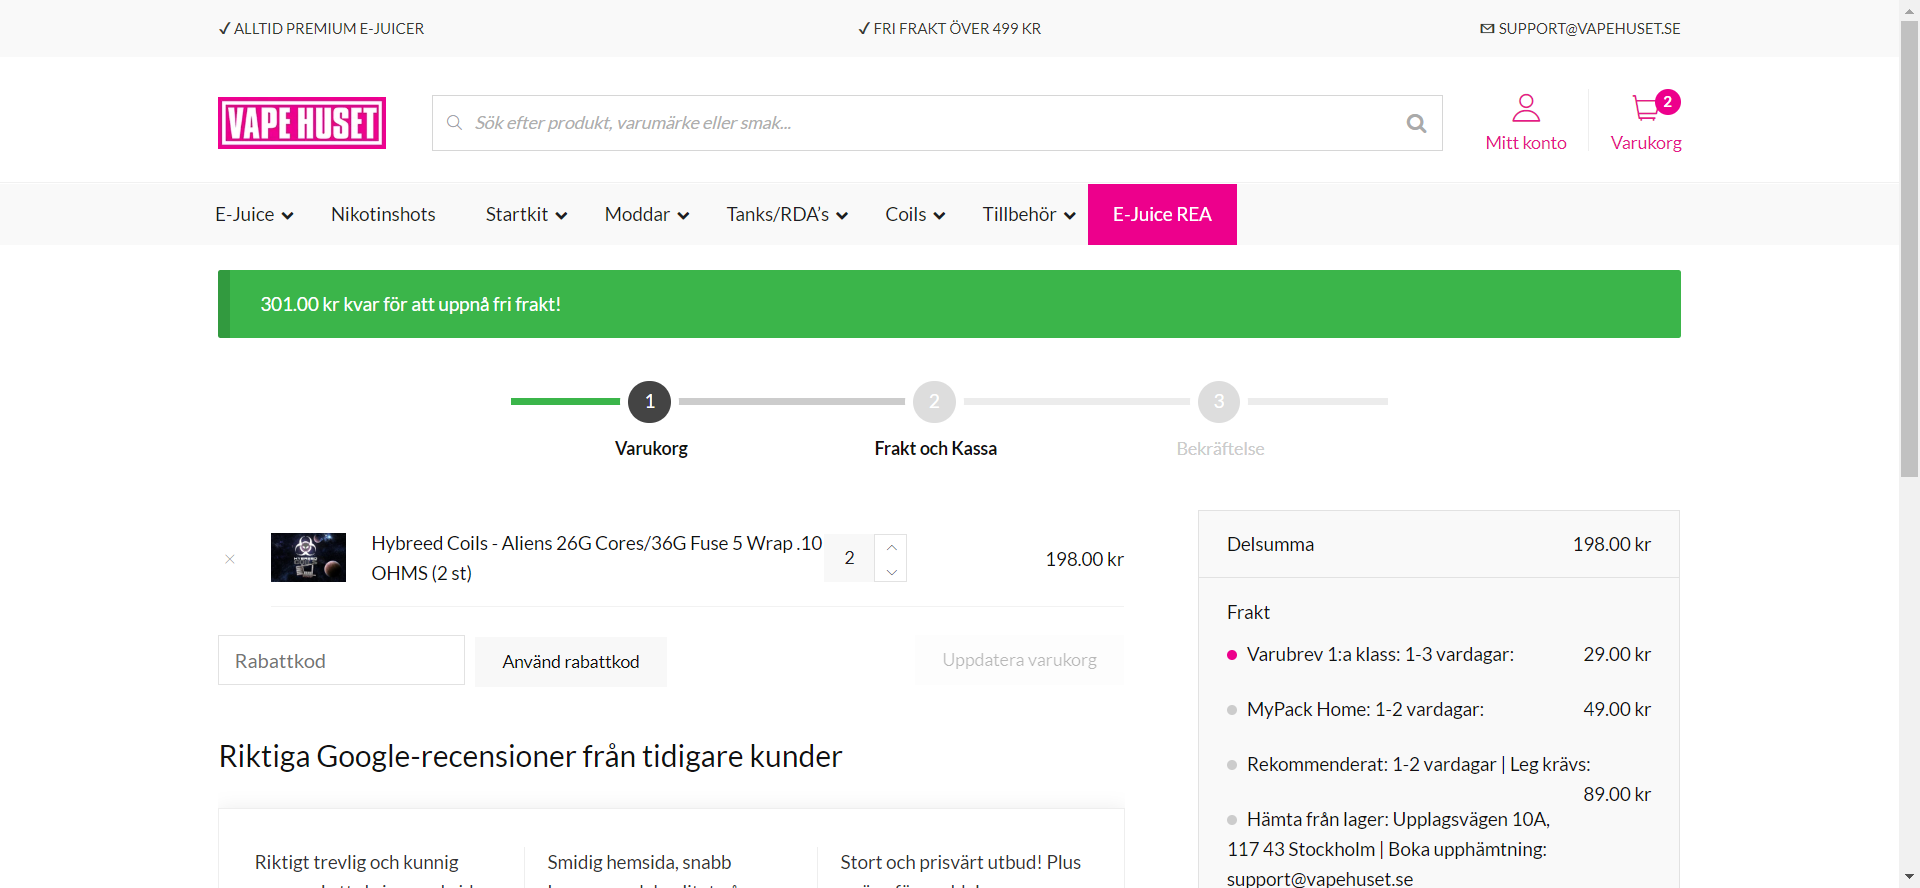 ALLTID PREMIUM E-JUICER
FRI FRAKT ÖVER 499 KR
SUPPORT@VAPEHUSET.SE
VAPE HUSET
Sök efter produkt, varumärke eller smak...
Mitt konto
2
Varukorg
E-Juice
Nikotinshots
Startkit
Moddar
Tanks/RDA’s
Coils
Tillbehör
E-Juice REA
301.00 kr kvar för att uppnå fri frakt!
1
2
3
Varukorg
Frakt och Kassa
Bekräftelse
×
Hybreed Coils - Aliens 26G Cores/36G Fuse 5 Wrap .10
OHMS (2 st)
2
198.00 kr
Rabattkod
Använd rabattkod
Uppdatera varukorg
Delsumma 198.00 kr
Frakt
Varubrev 1:a klass: 1-3 vardagar: 29.00 kr
MyPack Home: 1-2 vardagar: 49.00 kr
Rekommenderat: 1-2 vardagar | Leg krävs:
89.00 kr
Hämta från lager: Upplagsvägen 10A,
117 43 Stockholm | Boka upphämtning:
support@vapehuset.se
Riktiga Google-recensioner från tidigare kunder
Riktigt trevlig och kunnig
Smidig hemsida, snabb
Stort och prisvärt utbud! Plus